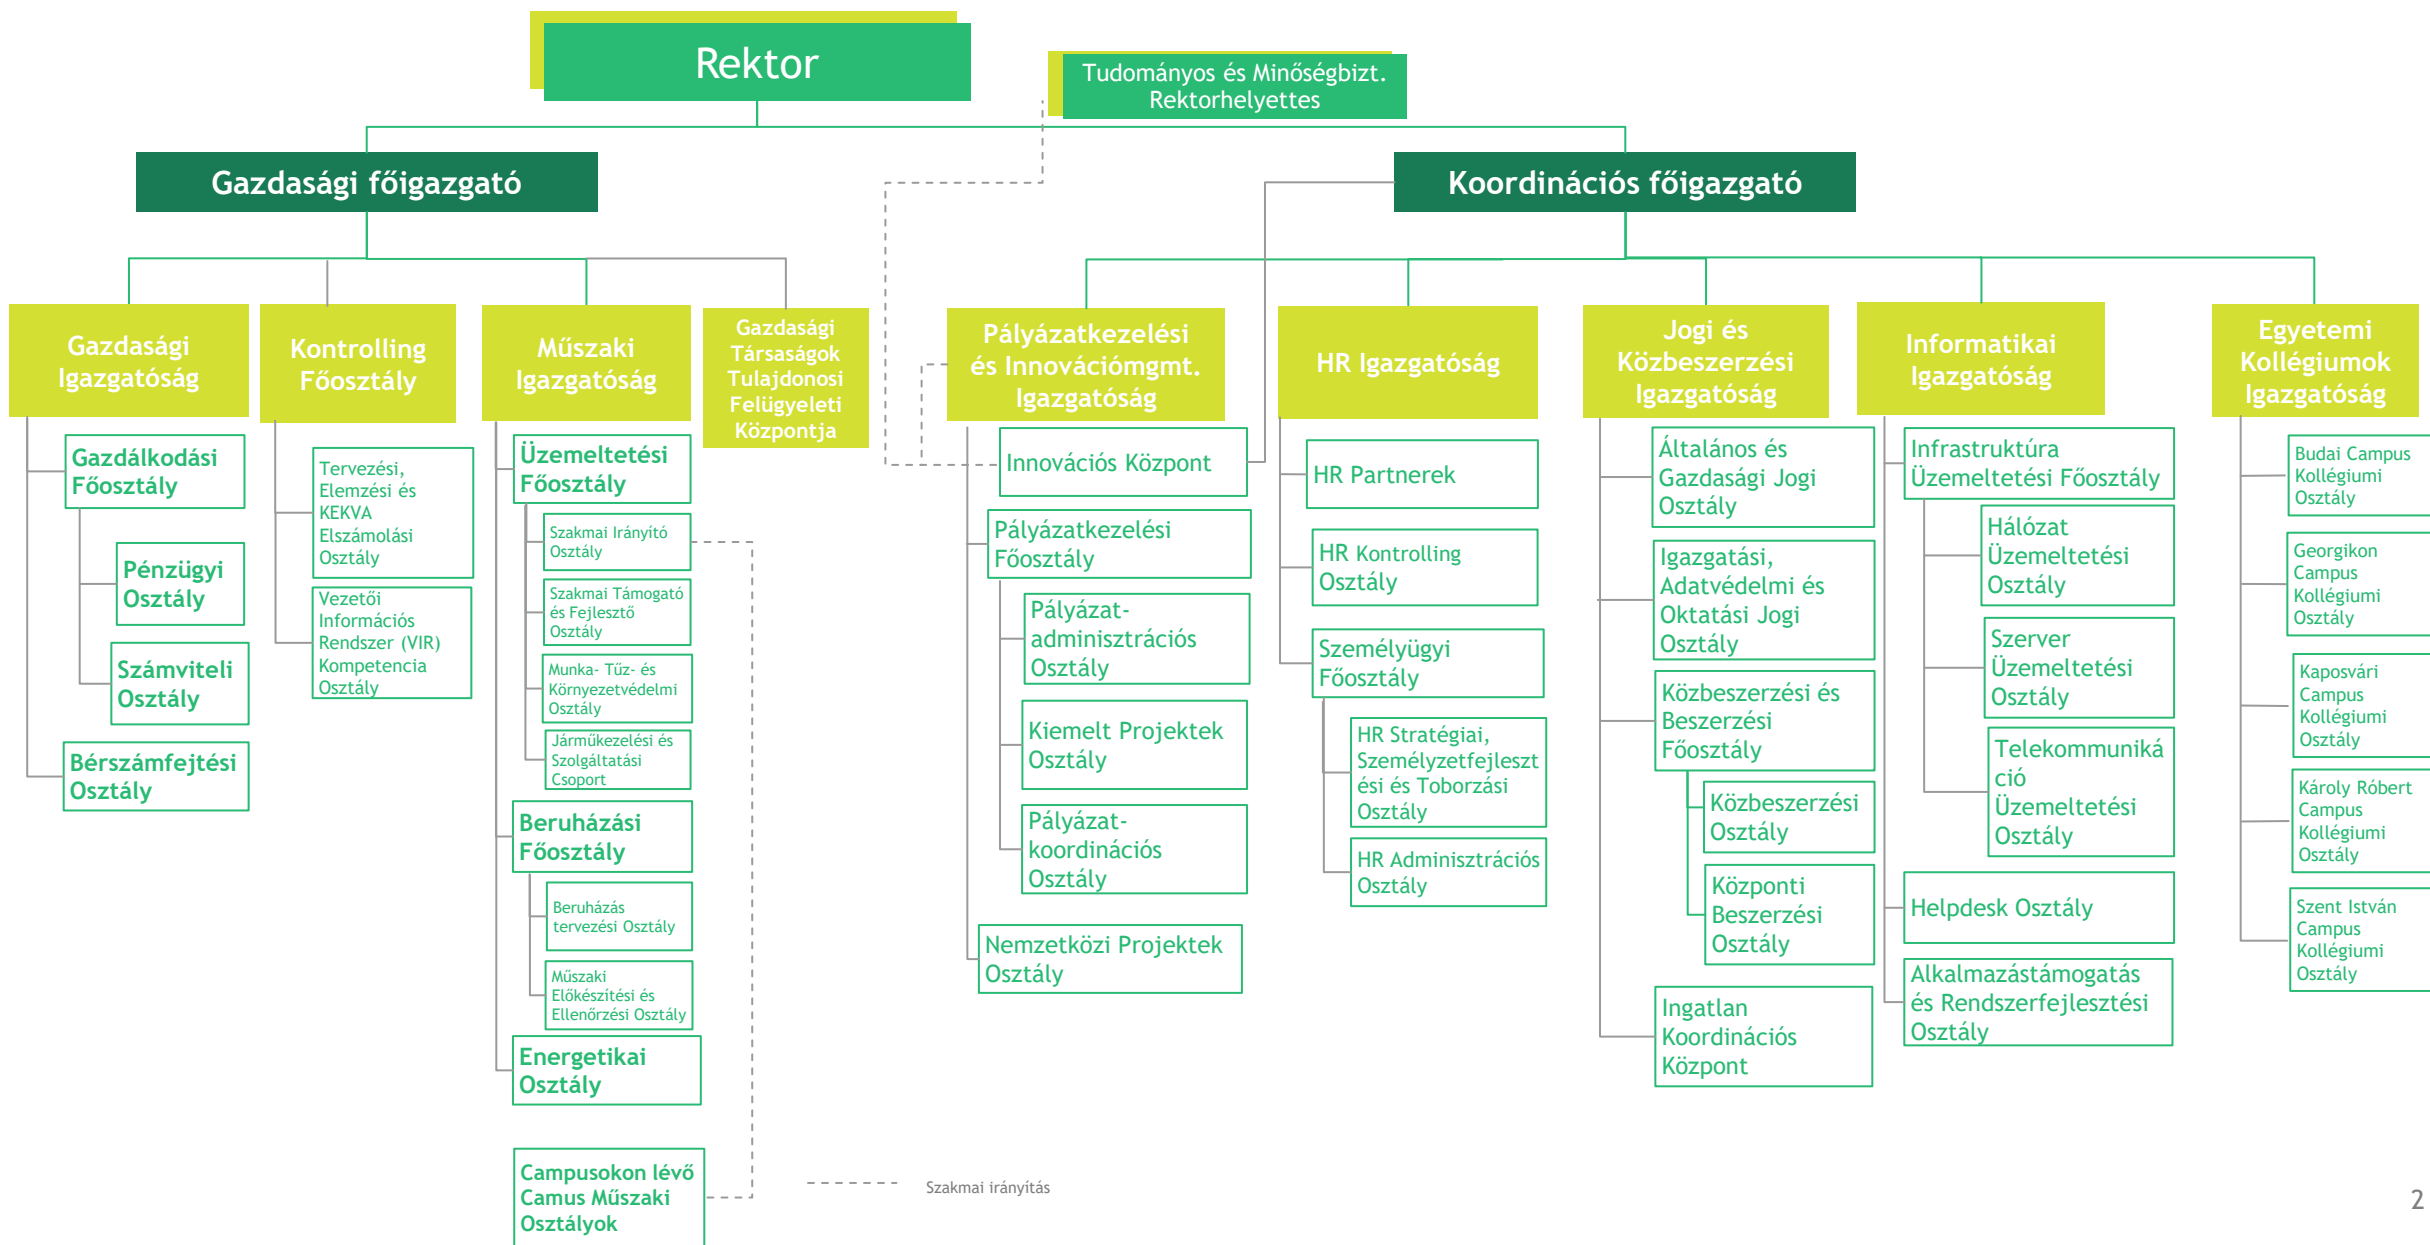 Rektor
Tudományos és Minőségbizt.
Rektorhelyettes
Gazdasági főigazgató
Koordinációs főigazgató
Gazdasági
Igazgatóság
Kontrolling
Főosztály
Műszaki
Igazgatóság
Gazdasági
Társaságok
Tulajdonosi
Felügyeleti
Központja
Pályázatkezelési
és Innovációmgmt.
Igazgatóság
HR Igazgatóság
Jogi és
Közbeszerzési
Igazgatóság
Informatikai
Igazgatóság
Egyetemi
Kollégiumok
Igazgatóság
Gazdálkodási
Főosztály
Pénzügyi
Osztály
Számviteli
Osztály
Bérszámfejtési
Osztály
Tervezési,
Elemzési és
KEKVA
Elszámolási
Osztály
Vezetői
Információs
Rendszer (VIR)
Kompetencia
Osztály
Üzemeltetési
Főosztály
Szakmai Irányító
Osztály
Szakmai Támogató
és Fejlesztő
Osztály
Munka- Tűz- és
Környezetvédelmi
Osztály
Járműkezelési és
Szolgáltatási
Csoport
Beruházási
Főosztály
Beruházás
tervezési Osztály
Műszaki
Előkészítési és
Ellenőrzési Osztály
Energetikai
Osztály
Campusokon lévő
Camus Műszaki
Osztályok
Innovációs Központ
Pályázatkezelési
Főosztály
Pályázat-
adminisztrációs
Osztály
Kiemelt Projektek
Osztály
Pályázat-
koordinációs
Osztály
Nemzetközi Projektek
Osztály
HR Partnerek
HR Kontrolling
Osztály
Személyügyi
Főosztály
HR Stratégiai,
Személyzetfejleszt
ési és Toborzási
Osztály
HR Adminisztrációs
Osztály
Általános és
Gazdasági Jogi
Osztály
Igazgatási,
Adatvédelmi és
Oktatási Jogi
Osztály
Közbeszerzési és
Beszerzési
Főosztály
Közbeszerzési
Osztály
Központi
Beszerzési
Osztály
Ingatlan
Koordinációs
Központ
Infrastruktúra
Üzemeltetési Főosztály
Hálózat
Üzemeltetési
Osztály
Szerver
Üzemeltetési
Osztály
Telekommuniká
ció
Üzemeltetési
Osztály
Helpdesk Osztály
Alkalmazástámogatás
és Rendszerfejlesztési
Osztály
Budai Campus
Kollégiumi
Osztály
Georgikon
Campus
Kollégiumi
Osztály
Kaposvári
Campus
Kollégiumi
Osztály
Károly Róbert
Campus
Kollégiumi
Osztály
Szent István
Campus
Kollégiumi
Osztály
Szakmai irányítás
2